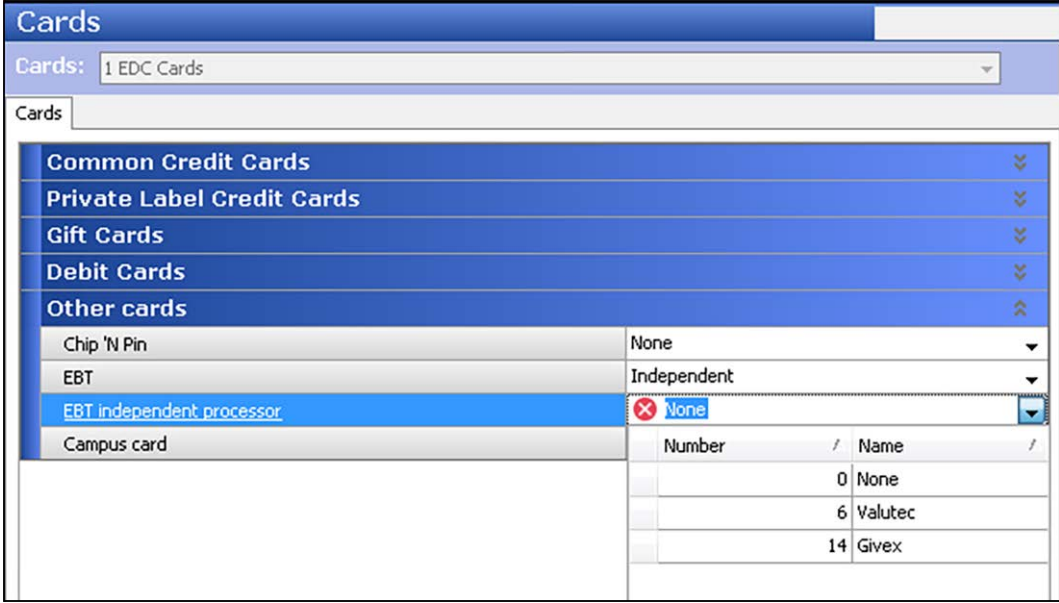 Cards
Cards: 1 EDC Cards
Cards
Common Credit Cards
Private Label Credit Cards
Gift Cards
Debit Cards
Other cards
Chip 'N Pin None
EBT Independent
EBT independent processor None
Campus card
Number Name
0 None
6 Valutec
14 Givex